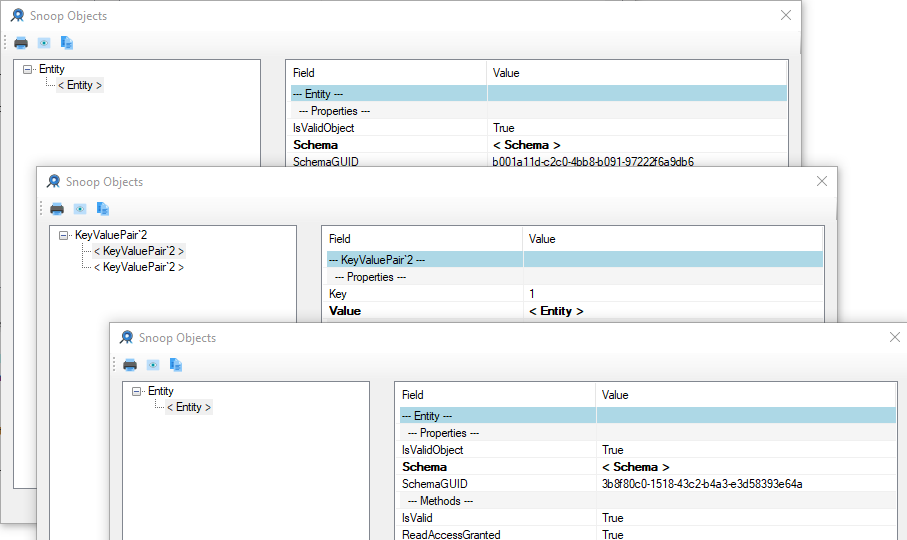 Snoop Objects
Entity
< Entity >
Field Value
--- Entity ---
--- Properties ---
IsValidObject True
Schema < Schema >
SchemaGUID b001a11d-c2c0-4bb8-b091-97222f6a9db6
Snoop Objects
KeyValuePair`2
< KeyValuePair`2 >
< KeyValuePair`2 >
Field Value
--- KeyValuePair`2 ---
--- Properties ---
Key 1
Value < Entity >
Snoop Objects
Entity
< Entity >
Field Value
--- Entity ---
--- Properties ---
IsValidObject True
Schema < Schema >
SchemaGUID 3b8f80c0-1518-43c2-b4a3-e3d58393e64a
--- Methods ---
IsValid True
ReadAccessGranted True